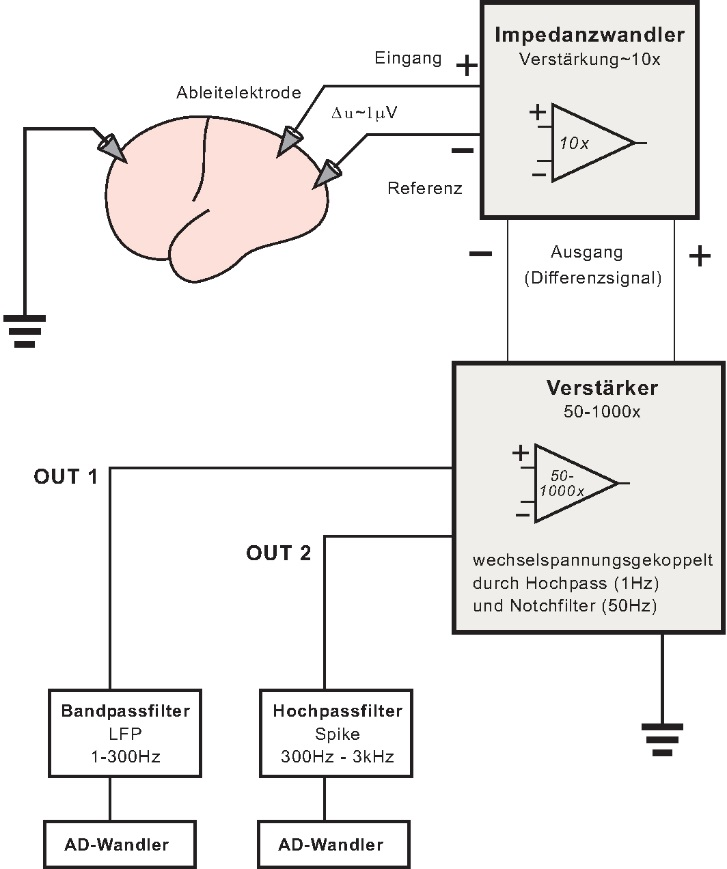 Impedanzwandler
Verstärkung~10x
Eingang
+
Ableitelektrode
Δu~1µV
+
10x
−
−
Referenz
−
Ausgang
+
(Differenzsignal)
Verstärker
50-1000x
+
50-
1000x
−
OUT 1
OUT 2
wechselspannungsgekoppelt
durch Hochpass (1Hz)
und Notchfilter (50Hz)
Bandpassfilter
LFP
1-300Hz
Hochpassfilter
Spike
300Hz - 3kHz
AD-Wandler
AD-Wandler